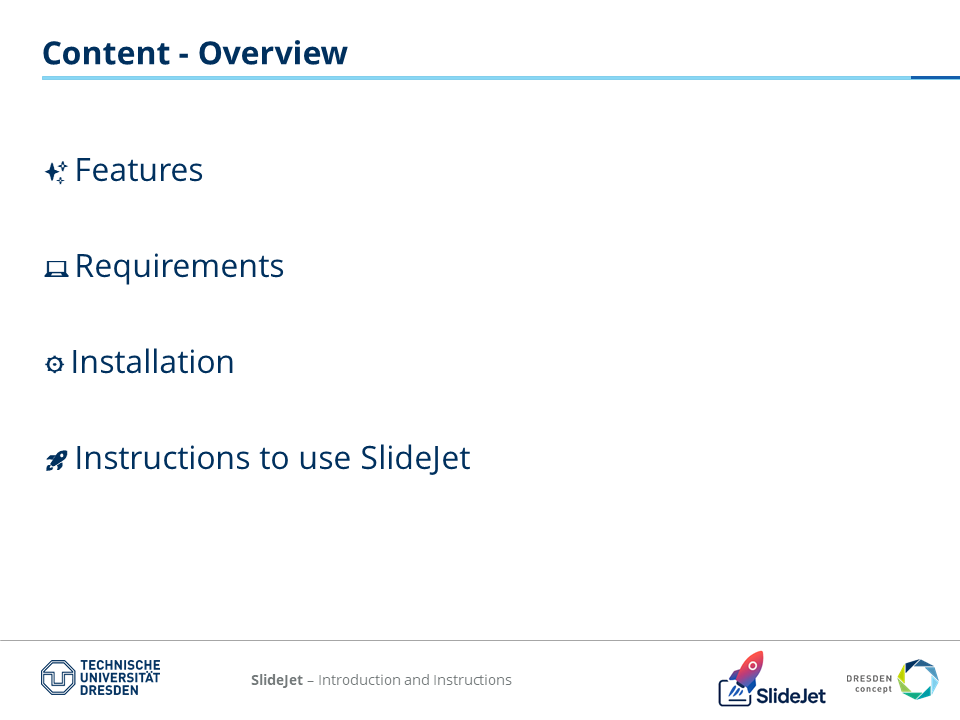 Content - Overview
Features
Requirements
Installation
Instructions to use SlideJet
TECHNISCHE
UNIVERSITÄT
DRESDEN
SlideJet – Introduction and Instructions
SlideJet
DRESDEN
concept